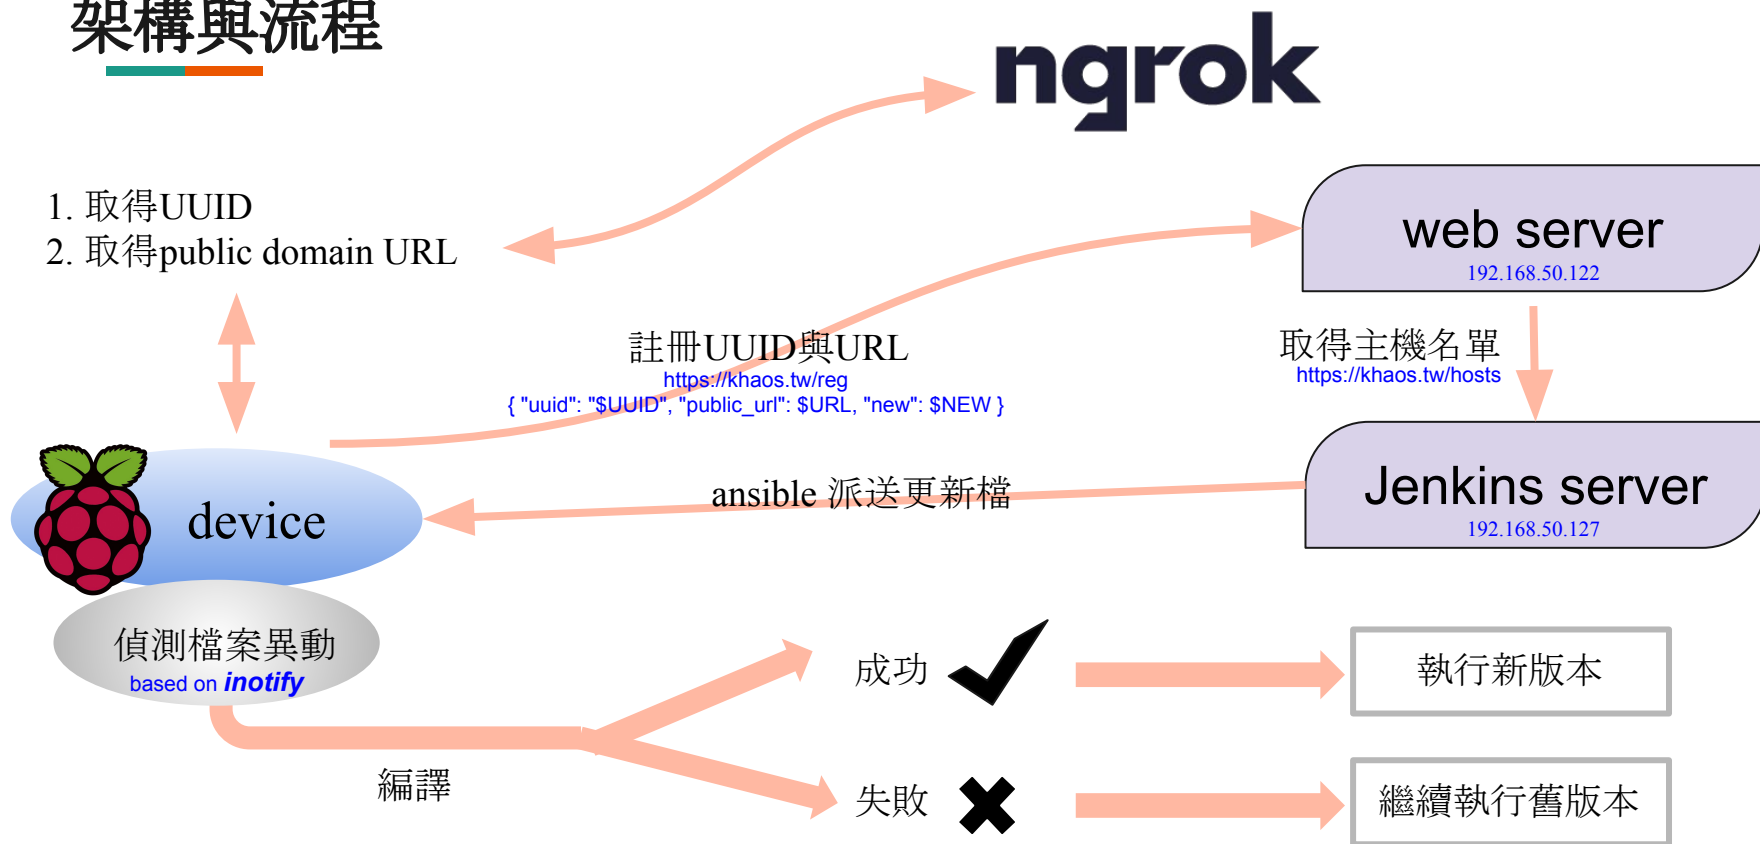 架構與流程
ngrok
1. 取得UUID
2. 取得public domain URL
web server
192.168.50.122
註冊UUID與URL
https://khaos.tw/reg
{ "uuid": "$UUID", "public_url": $URL, "new": $NEW }
取得主機名單
https://khaos.tw/hosts
device
ansible 派送更新檔
Jenkins server
192.168.50.127
偵測檔案異動
based on inotify
成功
執行新版本
編譯
失敗
繼續執行舊版本